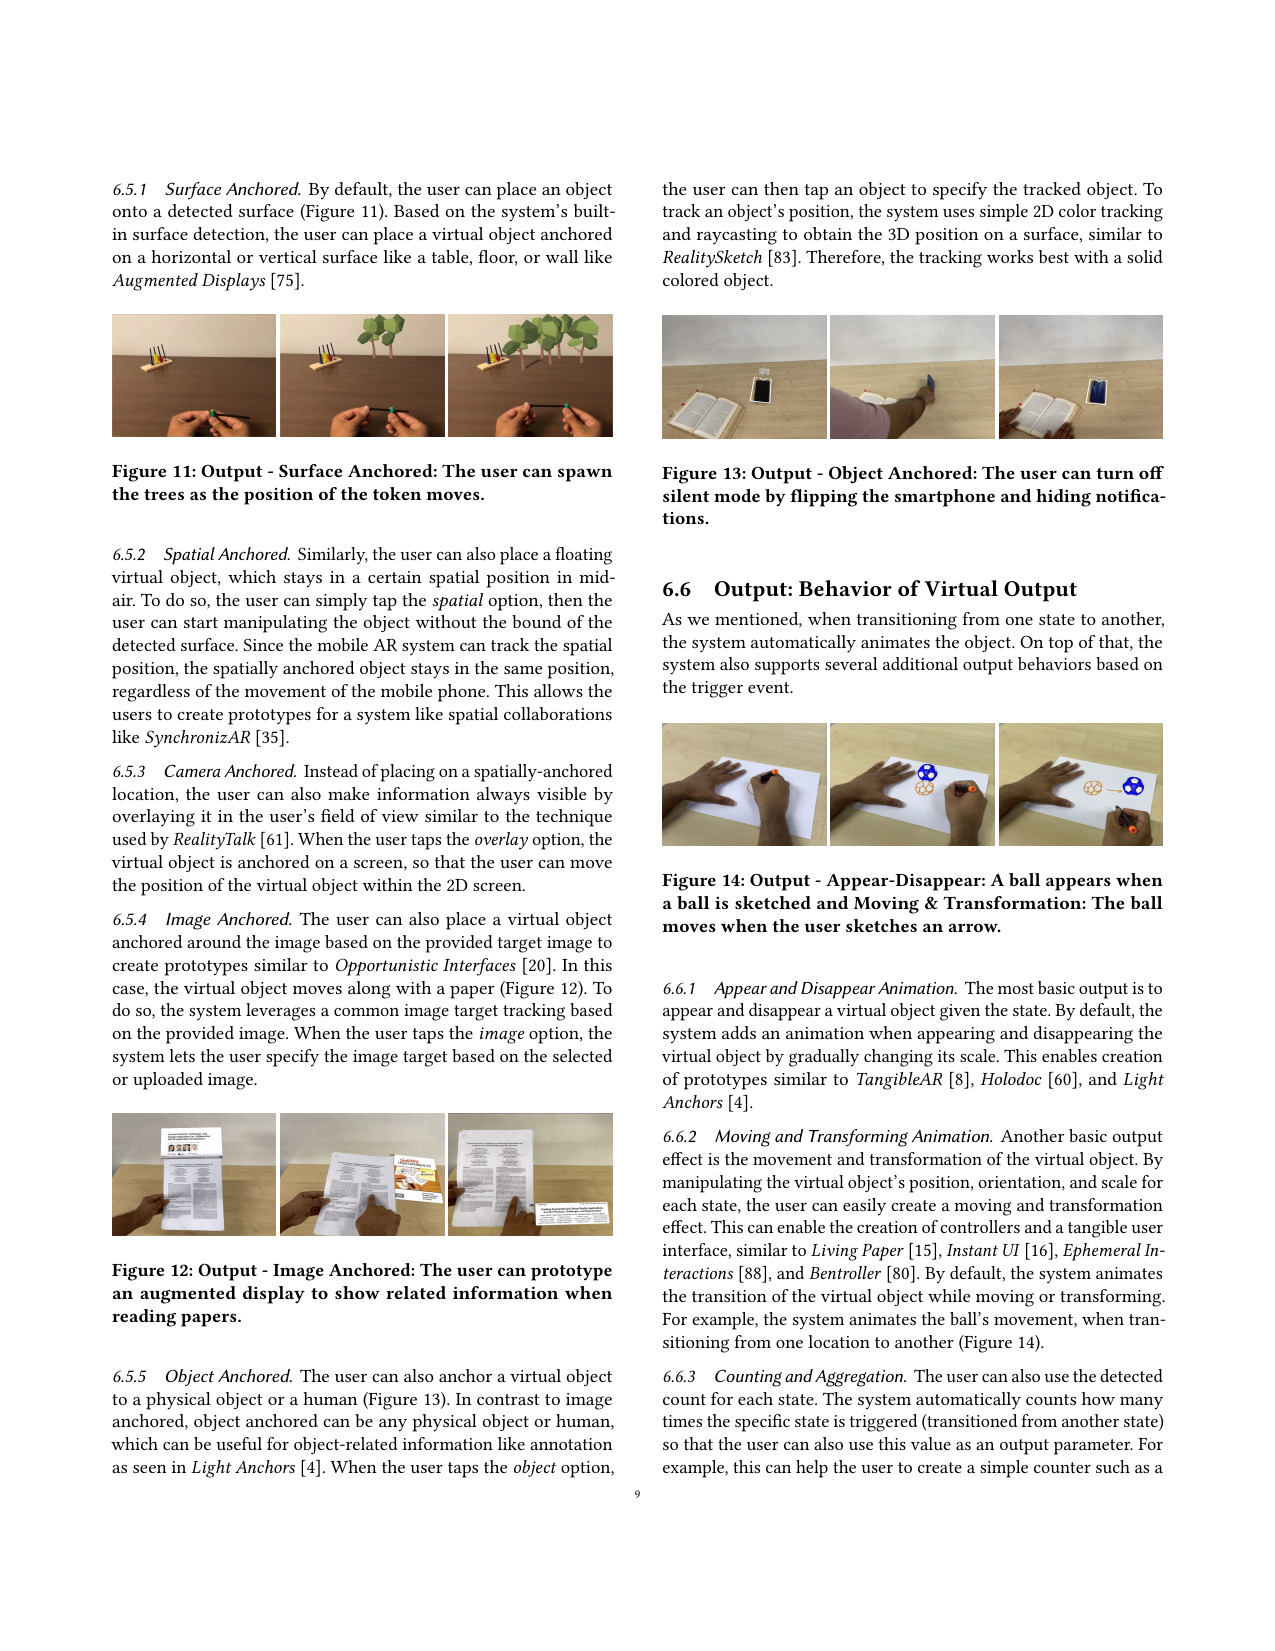 6.5.1 Surface Anchored. By default, the user can place an object
onto a detected surface (Figure 11). Based on the system's built-
in surface detection, the user can place a virtual object anchored
on a horizontal or vertical surface like a table, floor, or wall like
Augmented Displays [75].
Figure 11: Output - Surface Anchored: The user can spawn
the trees as the position of the token moves.
6.5.2 Spatial Anchored. Similarly, the user can also place a floating
virtual object, which stays in a certain spatial position in mid-
air. To do so, the user can simply tap the spatial option, then the
user can start manipulating the object without the bound of the
detected surface. Since the mobile AR system can track the spatial
position, the spatially anchored object stays in the same position,
regardless of the movement of the mobile phone. This allows the
users to create prototypes for a system like spatial collaborations
like SynchronizAR [35].
6.5.3 Camera Anchored. Instead of placing on a spatially-anchored
location, the user can also make information always visible by
overlaying it in the user's field of view similar to the technique
used by RealityTalk [61]. When the user taps the overlay option, the
virtual object is anchored on a screen, so that the user can move
the position of the virtual object within the 2D screen.
6.5.4 Image Anchored. The user can also place a virtual object
anchored around the image based on the provided target image to
create prototypes similar to Opportunistic Interfaces [20]. In this
case, the virtual object moves along with a paper (Figure 12). To
do so, the system leverages a common image target tracking based
on the provided image. When the user taps the image option, the
system lets the user specify the image target based on the selected
or uploaded image.
Figure 12: Output - Image Anchored: The user can prototype
an augmented display to show related information when
reading papers.
6.5.5 Object Anchored. The user can also anchor a virtual object
to a physical object or a human (Figure 13). In contrast to image
anchored, object anchored can be any physical object or human,
which can be useful for object-related information like annotation
as seen in Light Anchors [4]. When the user taps the object option,
the user can then tap an object to specify the tracked object. To
track an object's position, the system uses simple 2D color tracking
and raycasting to obtain the 3D position on a surface, similar to
RealitySketch [83]. Therefore, the tracking works best with a solid
colored object.
Figure 13: Output - Object Anchored: The user can turn off
silent mode by flipping the smartphone and hiding notifica-
tions.
6.6 Output: Behavior of Virtual Output
As we mentioned, when transitioning from one state to another,
the system automatically animates the object. On top of that, the
system also supports several additional output behaviors based on
the trigger event.
Figure 14: Output - Appear-Disappear: A ball appears when
a ball is sketched and Moving & Transformation: The ball
moves when the user sketches an arrow.
6.6.1 Appear and Disappear Animation. The most basic output is to
appear and disappear a virtual object given the state. By default, the
system adds an animation when appearing and disappearing the
virtual object by gradually changing its scale. This enables creation
of prototypes similar to TangibleAR [8], Holodoc [60], and Light
Anchors [4].
6.6.2 Moving and Transforming Animation. Another basic output
effect is the movement and transformation of the virtual object. By
manipulating the virtual object's position, orientation, and scale for
each state, the user can easily create a moving and transformation
effect. This can enable the creation of controllers and a tangible user
interface, similar to Living Paper [15], Instant UI [16], Ephemeral In-
teractions [88], and Bentroller [80]. By default, the system animates
the transition of the virtual object while moving or transforming.
For example, the system animates the ball's movement, when tran-
sitioning from one location to another (Figure 14).
6.6.3 Counting and Aggregation. The user can also use the detected
count for each state. The system automatically counts how many
times the specific state is triggered (transitioned from another state)
so that the user can also use this value as an output parameter. For
example, this can help the user to create a simple counter such as a
9